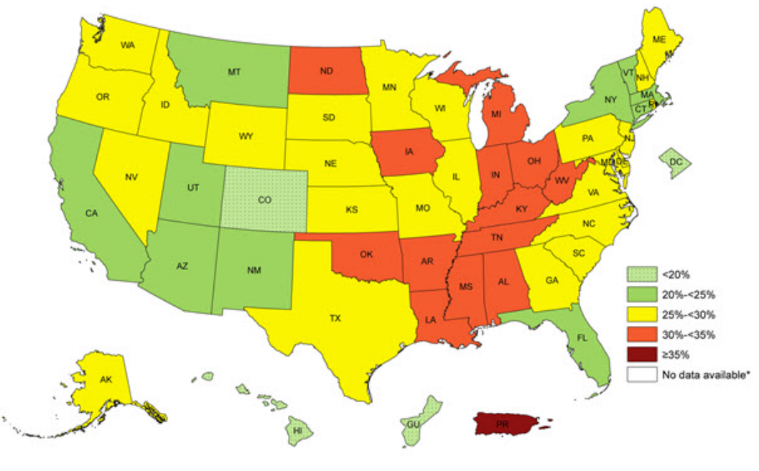 WA
MT
ND
MN
ME
OR
ID
SD
WI
MI
NY
VT
NH
MA
CT
WY
IA
NE
PA
NJ
NV
UT
CO
IL
IN
OH
MD
DE
DC
CA
KS
MO
WV
VA
KY
AZ
NM
OK
AR
TN
NC
SC
TX
LA
MS
AL
GA
FL
<20%
20%-<25%
25%-<30%
30%-<35%
≥35%
No data available*
AK
HI
GU
PR